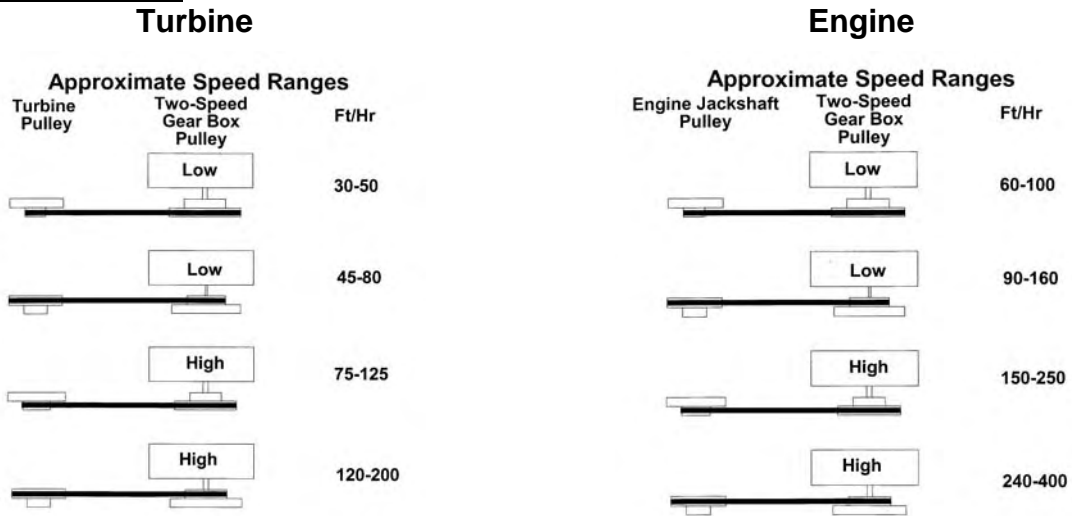 Turbine
Approximate Speed Ranges
Turbine
Pulley
Two-Speed
Gear Box
Pulley
Ft/Hr
Low
30-50
Low
45-80
High
75-125
High
120-200
Engine
Approximate Speed Ranges
Engine Jackshaft
Pulley
Two-Speed
Gear Box
Pulley
Ft/Hr
Low
60-100
Low
90-160
High
150-250
High
240-400